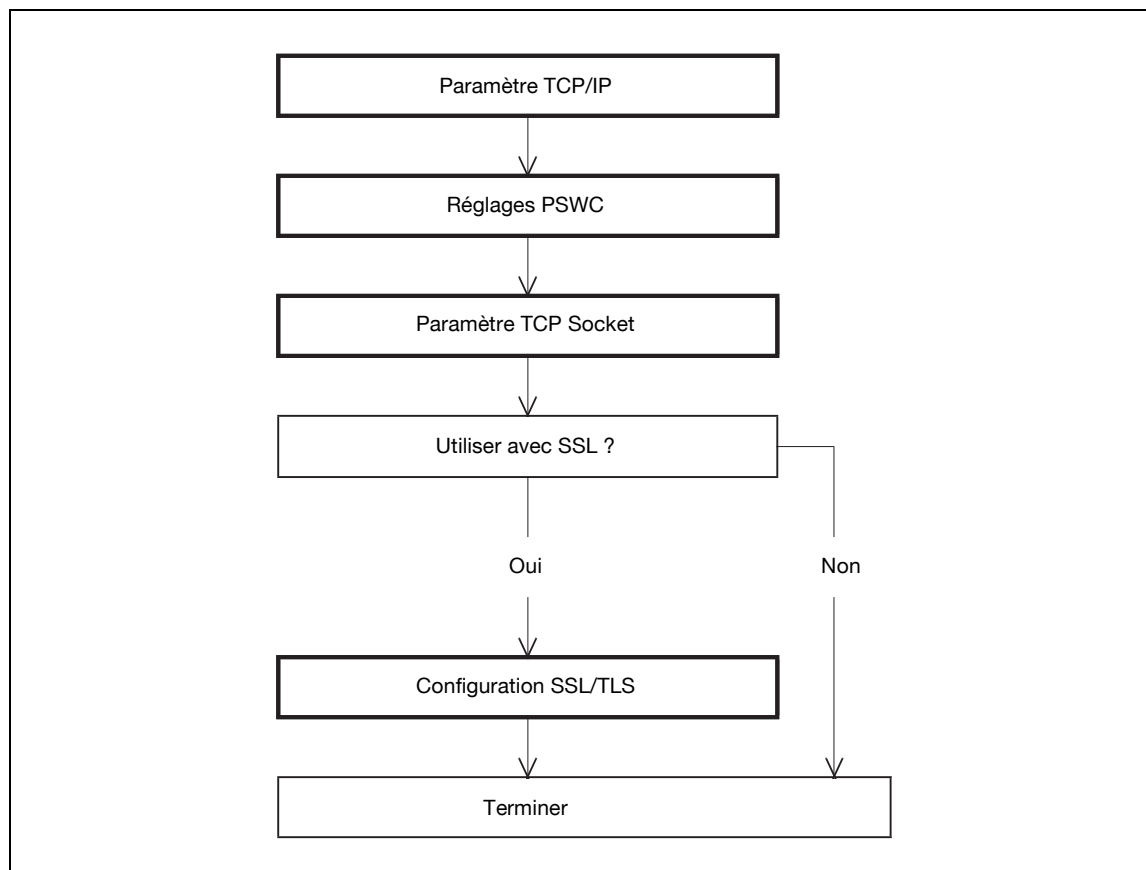 Paramètre TCP/IP
Réglages PSWC
Paramètre TCP Socket
Utiliser avec SSL ?
Oui
Non
Configuration SSL/TLS
Terminer